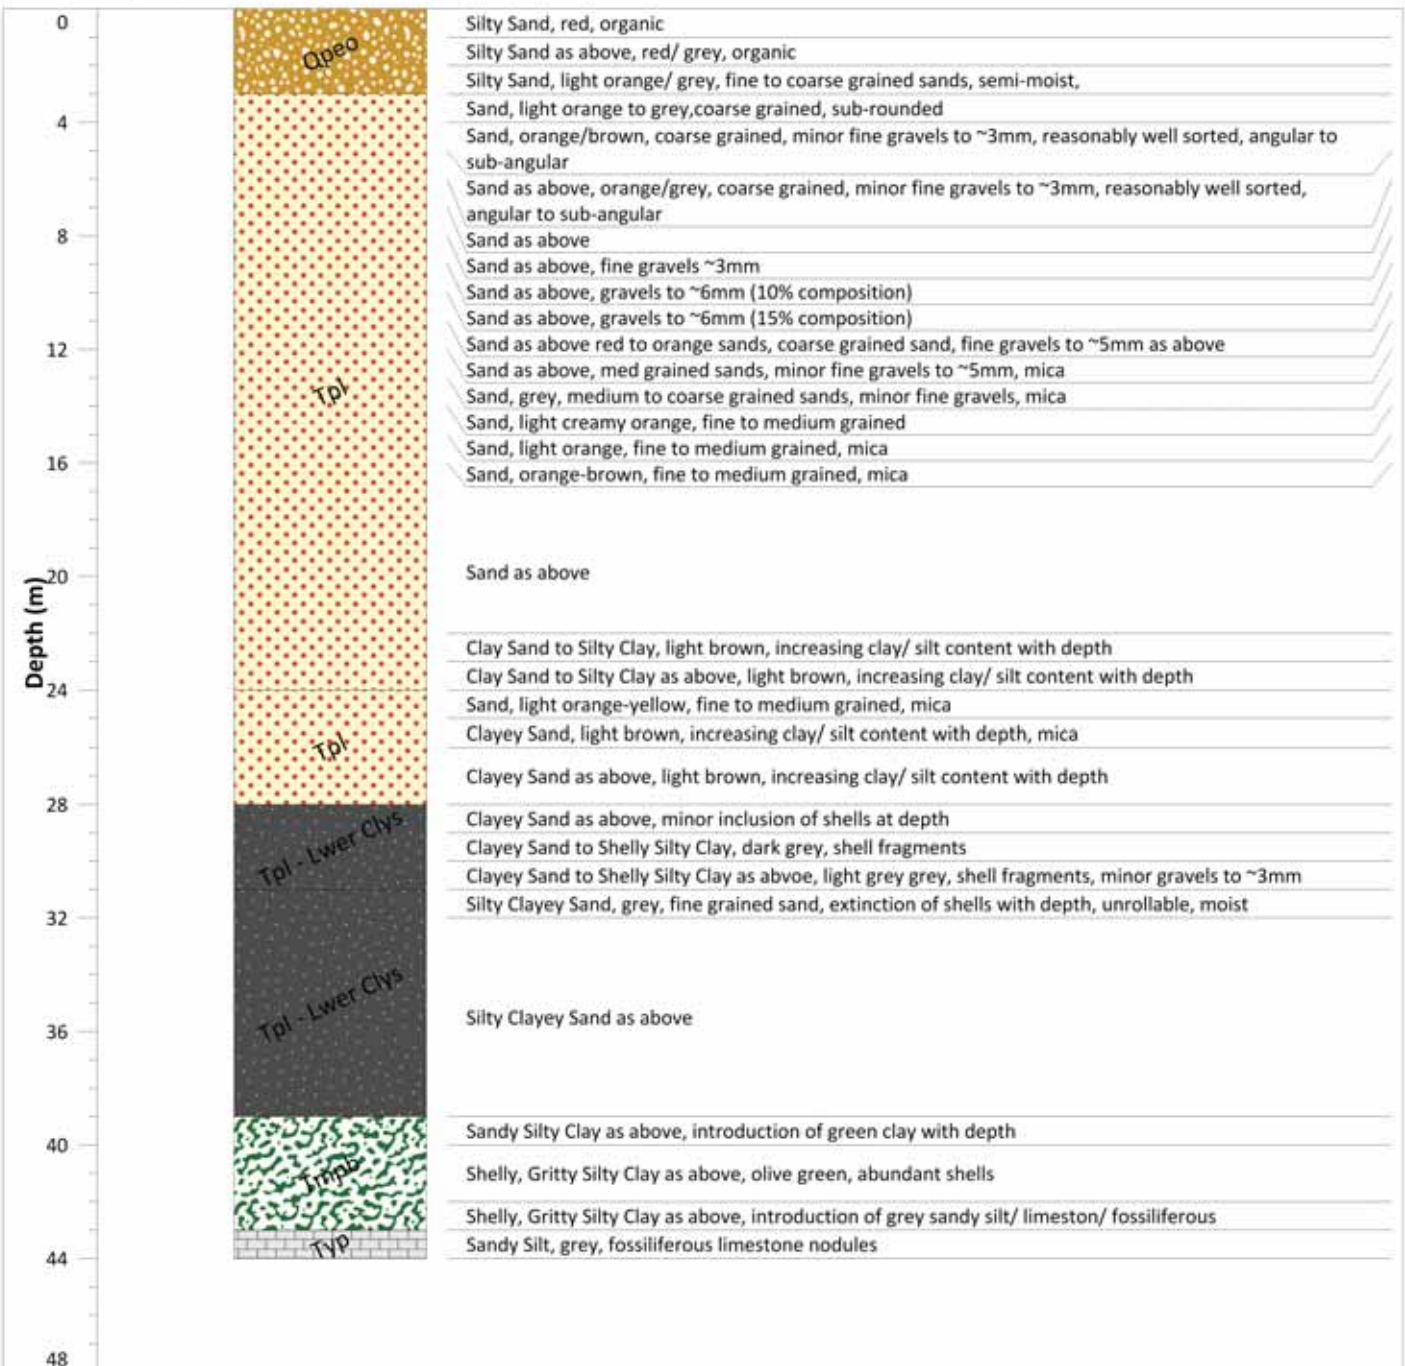 0
Silty Sand, red, organic
Qpeo
Silty Sand as above, red/ grey, organic
Silty Sand, light orange/ grey, fine to coarse grained sands, semi-moist,
Sand, light orange to grey,coarse grained, sub-rounded
4
Sand, orange/brown, coarse grained, minor fine gravels to ~3mm, reasonably well sorted, angular to
sub-angular
Sand as above, orange/grey, coarse grained, minor fine gravels to ~3mm, reasonably well sorted,
angular to sub-angular
8
Sand as above
Sand as above, fine gravels ~3mm
Sand as above, gravels to ~6mm (10% composition)
Sand as above, gravels to ~6mm (15% composition)
12
Sand as above red to orange sands, coarse grained sand, fine gravels to ~5mm as above
Sand as above, med grained sands, minor fine gravels to ~5mm, mica
Tpl
Sand, grey, medium to coarse grained sands, minor fine gravels, mica
Sand, light creamy orange, fine to medium grained
Sand, light orange, fine to medium grained, mica
16
Sand, orange-brown, fine to medium grained, mica
Depth (m)
20
Sand as above
Clay Sand to Silty Clay, light brown, increasing clay/ silt content with depth
Clay Sand to Silty Clay as above, light brown, increasing clay/ silt content with depth
24
Sand, light orange-yellow, fine to medium grained, mica
Tpl
Clayey Sand, light brown, increasing clay/ silt content with depth, mica
Clayey Sand as above, light brown, increasing clay/ silt content with depth
28
Clayey Sand as above, minor inclusion of shells at depth
Tpl - Lwer Clys
Clayey Sand to Shelly Silty Clay, dark grey, shell fragments
Clayey Sand to Shelly Silty Clay as abvoe, light grey grey, shell fragments, minor gravels to ~3mm
Silty Clayey Sand, grey, fine grained sand, extinction of shells with depth, unrollable, moist
32
Tpl - Lwer Clys
Silty Clayey Sand as above
36
Sandy Silty Clay as above, introduction of green clay with depth
40
Tmpb
Shelly, Gritty Silty Clay as above, olive green, abundant shells
Shelly, Gritty Silty Clay as above, introduction of grey sandy silt/ limeston/ fossiliferous
Typ
Sandy Silt, grey, fossiliferous limestone nodules
44
48